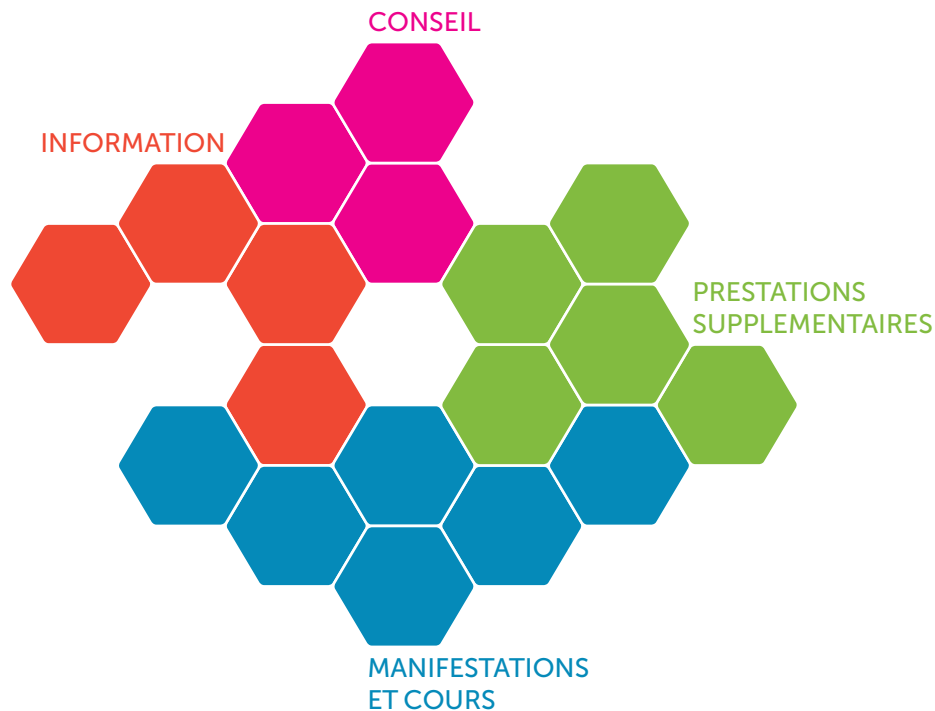 CONSEIL
INFORMATION
PRESTATIONS
SUPPLEMENTAIRES
MANIFESTATIONS
ET COURS